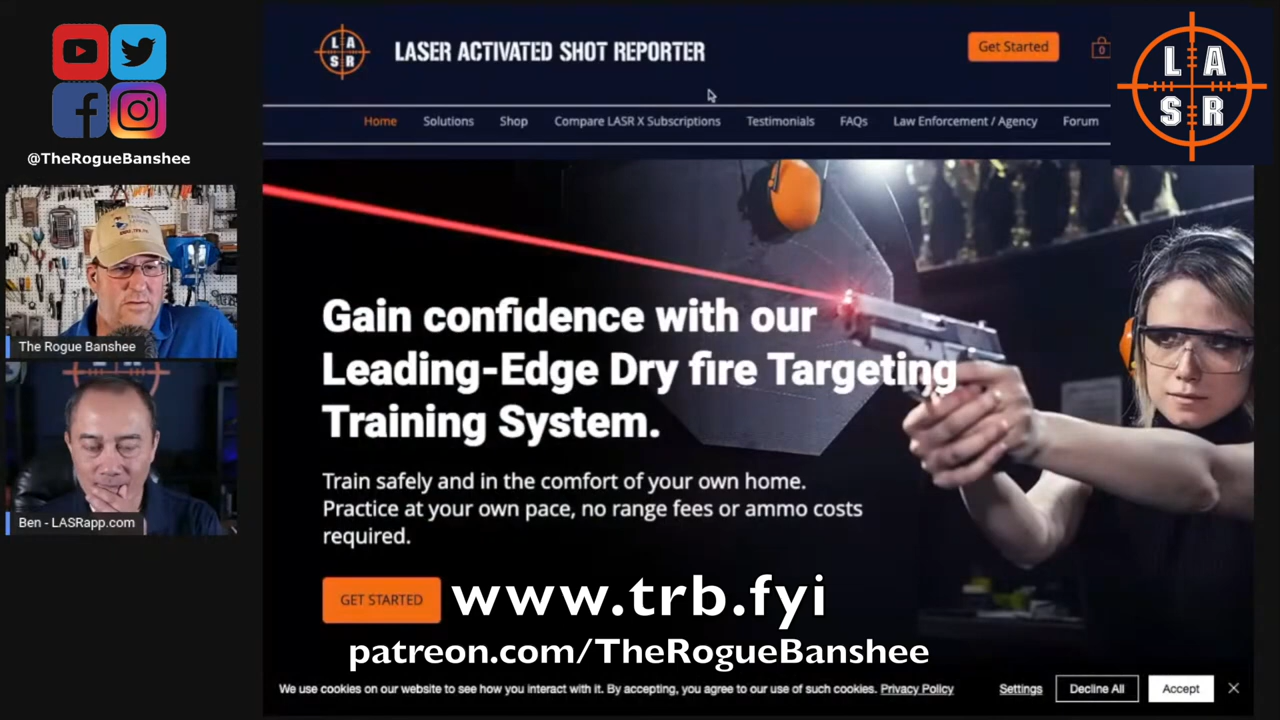 @TheRogueBanshee
The Rogue Banshee
Ben - LASRapp.com
L A
S R
LASER ACTIVATED SHOT REPORTER
Get Started
0
L A
S R
Home Solutions Shop Compare LASR X Subscriptions Testimonials FAQs Law Enforcement / Agency Forum
Gain confidence with our
Leading-Edge Dry fire Targeting
Training System.
Train safely and in the comfort of your own home.
Practice at your own pace, no range fees or ammo costs
required.
GET STARTED
www.trb.fyi
patreon.com/TheRogueBanshee
We use cookies on our website to see how you interact with it. By accepting, you agree to our use of such cookies. Privacy Policy
Settings
Decline All
Accept